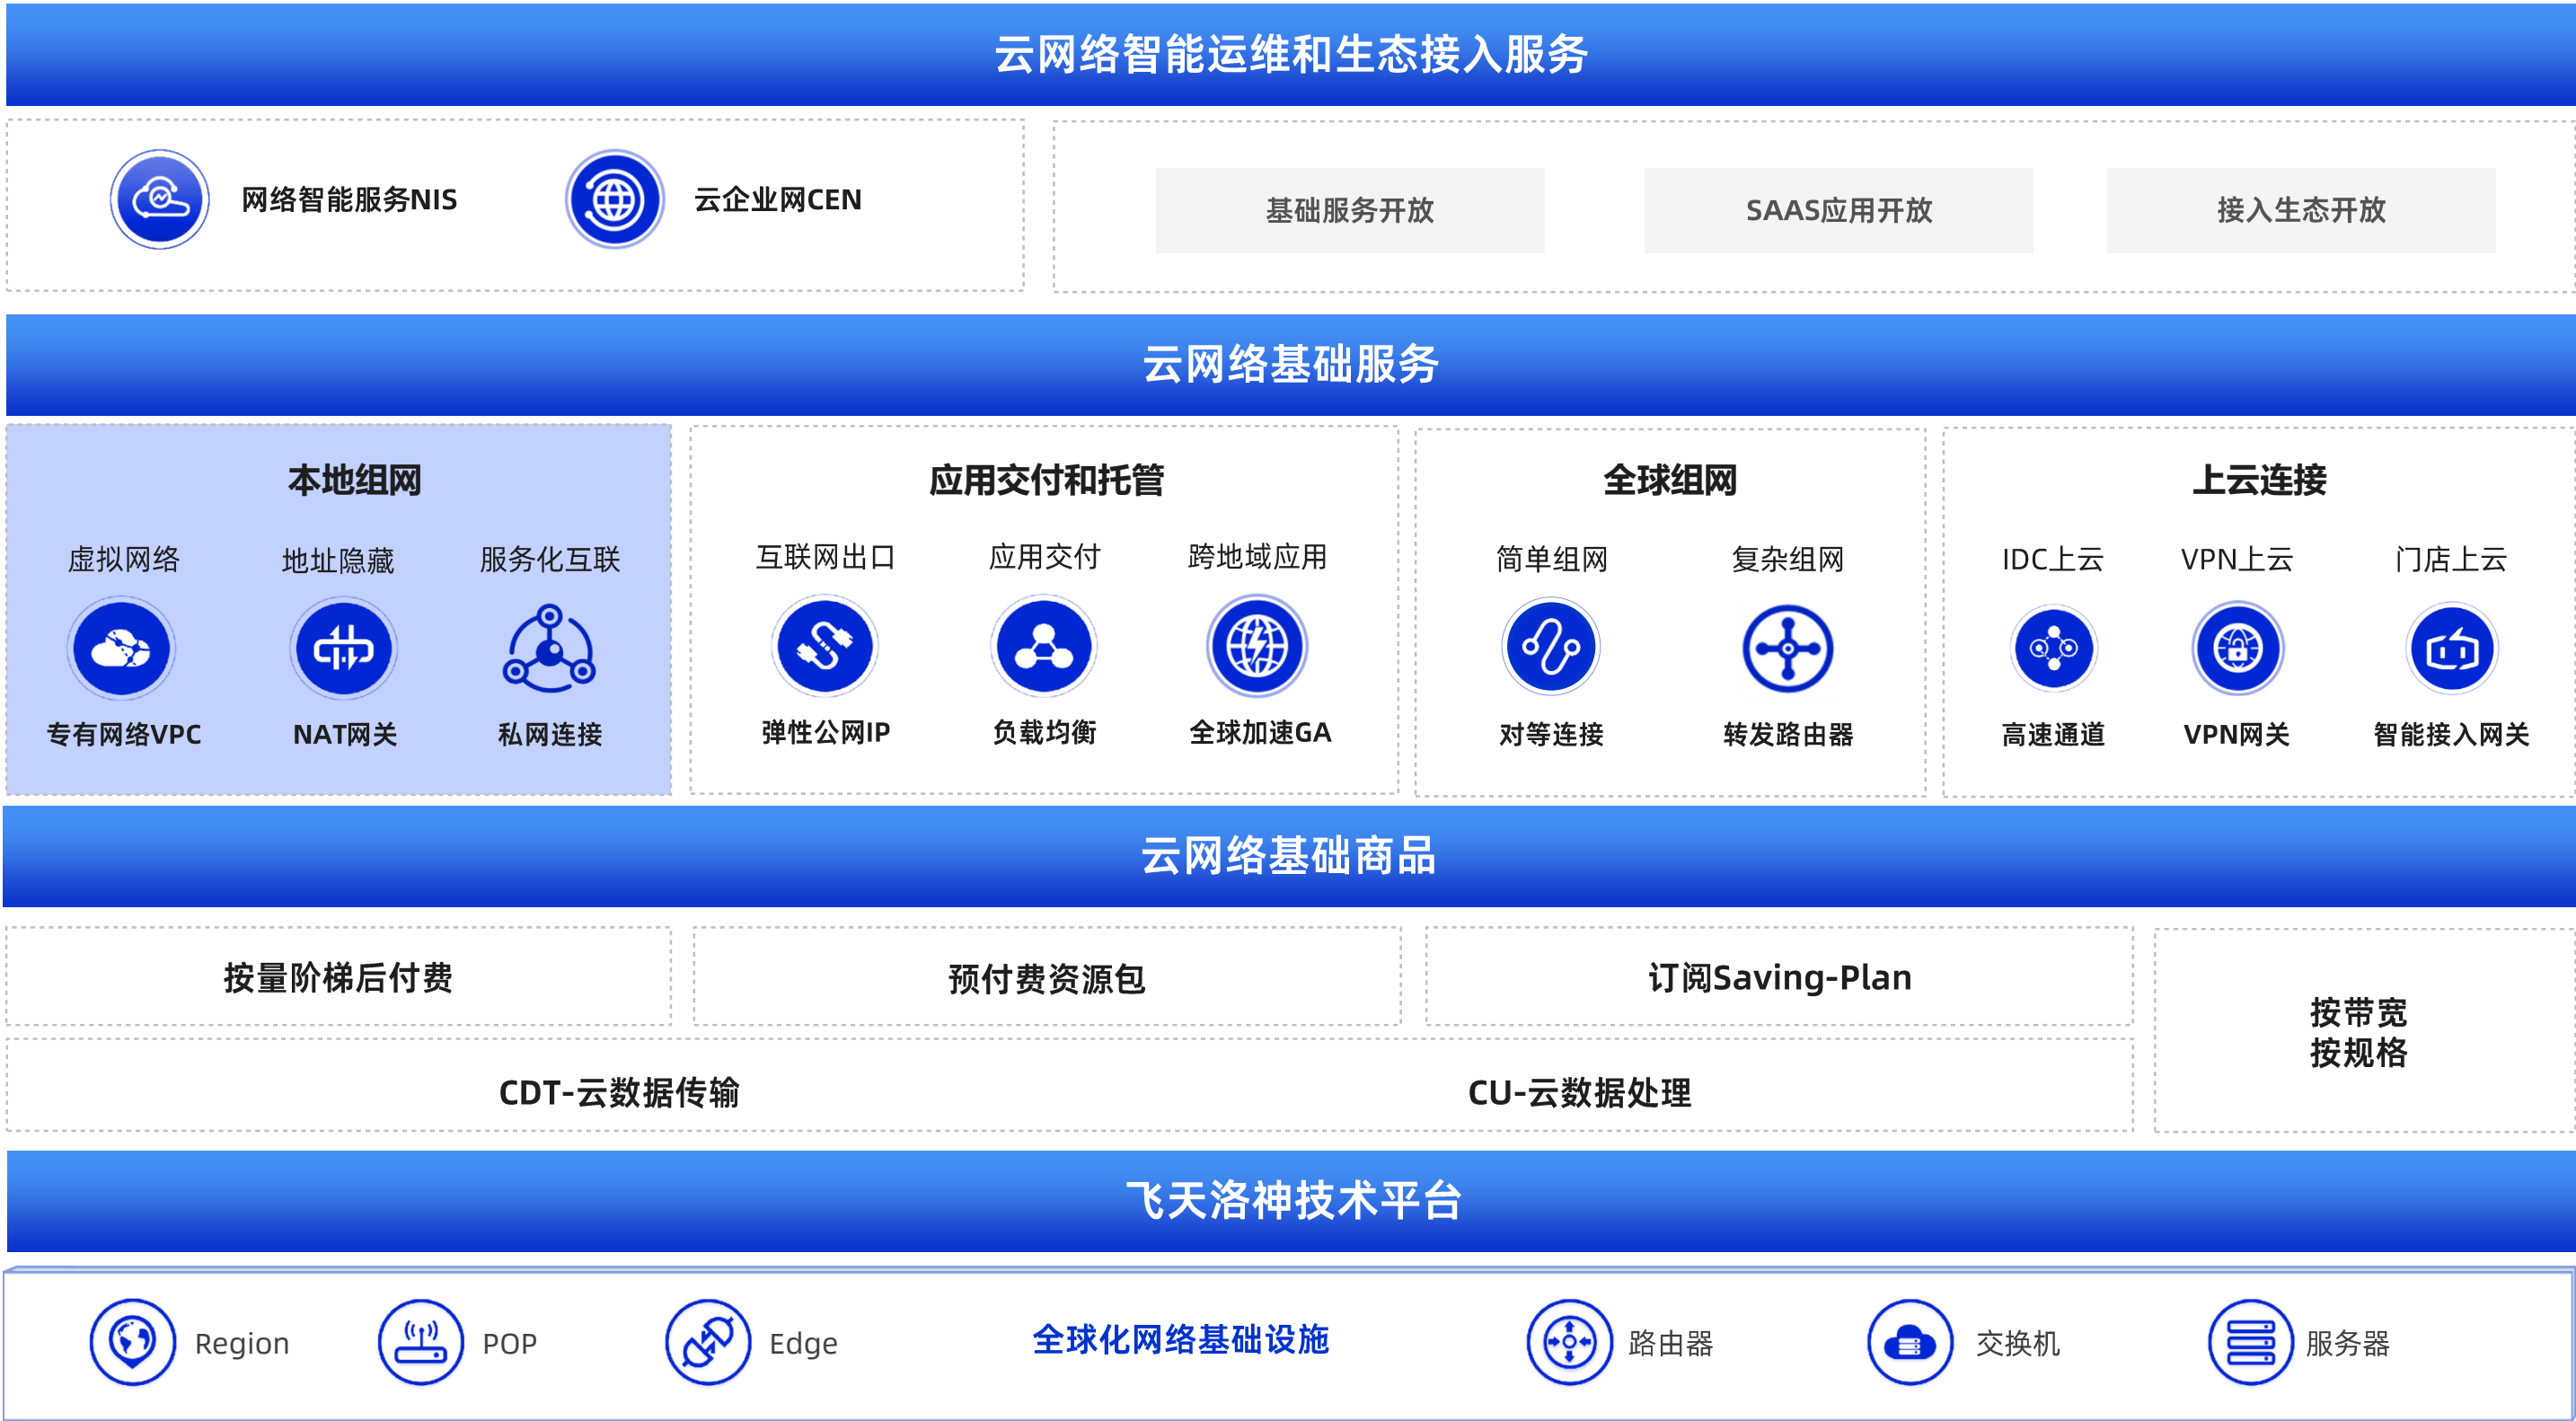 云网络智能运维和生态接入服务
网络智能服务NIS
云企业网CEN
基础服务开放
SAAS应用开放
接入生态开放
云网络基础服务
本地组网
虚拟网络
地址隐藏
服务化互联
专有网络VPC
NAT网关
私网连接
应用交付和托管
互联网出口
应用交付
跨地域应用
弹性公网IP
负载均衡
全球加速GA
全球组网
简单组网
复杂组网
对等连接
转发路由器
上云连接
IDC上云
VPN上云
门店上云
高速通道
VPN网关
智能接入网关
云网络基础商品
按量阶梯后付费
预付费资源包
订阅Saving-Plan
按带宽
按规格
CDT-云数据传输
CU-云数据处理
飞天洛神技术平台
Region
POP
Edge
全球化网络基础设施
路由器
交换机
服务器